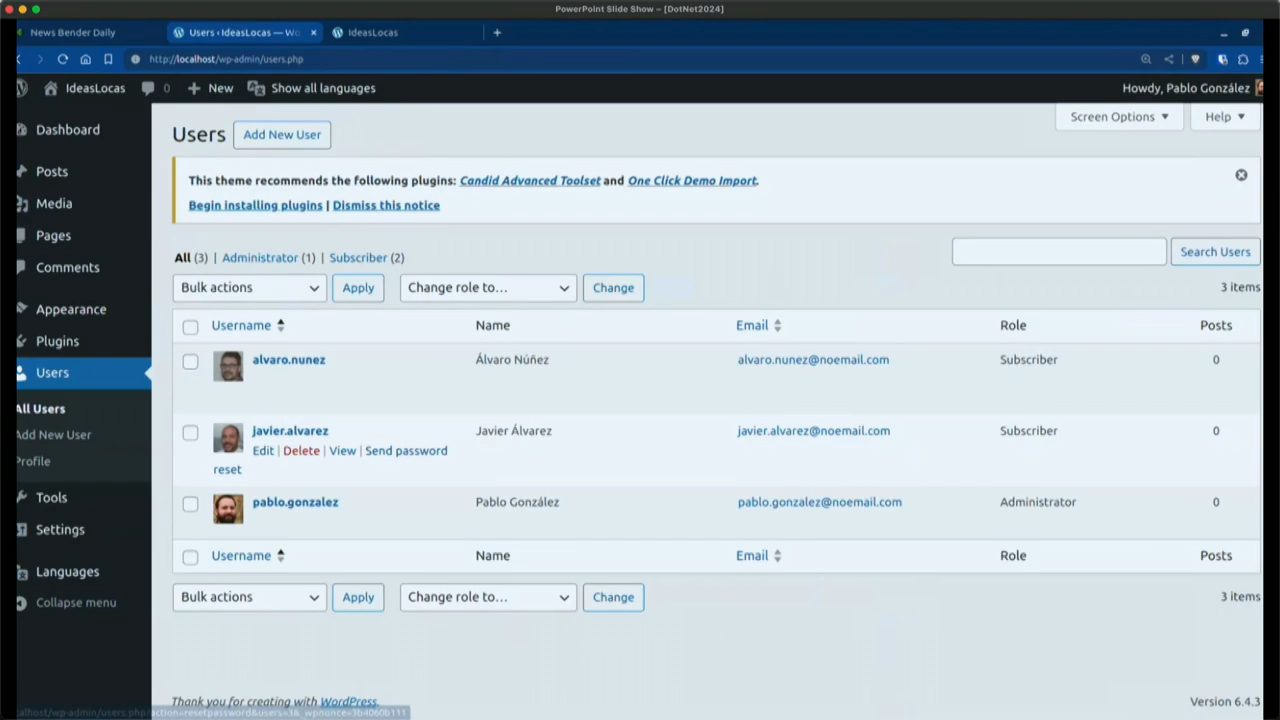 PowerPoint Slide Show – [DotNet2024]
News Bender Daily
Users ‹ IdeasLocas — Wo
IdeasLocas
http://localhost/wp-admin/users.php
IdeasLocas 0 New Show all languages Howdy, Pablo González
Dashboard
Posts
Media
Pages
Comments
Appearance
Plugins
Users
All Users
Add New User
Profile
Tools
Settings
Languages
Collapse menu
Screen Options Help
Users Add New User
This theme recommends the following plugins: Candid Advanced Toolset and One Click Demo Import.
Begin installing plugins | Dismiss this notice
All (3) | Administrator (1) | Subscriber (2)
Search Users
Bulk actions Apply Change role to... Change 3 items
Username Name Email Role Posts
alvaro.nunez Álvaro Núñez alvaro.nunez@noemail.com Subscriber 0
javier.alvarez Javier Álvarez javier.alvarez@noemail.com Subscriber 0
Edit | Delete | View | Send password
reset
pablo.gonzalez Pablo González pablo.gonzalez@noemail.com Administrator 0
Username Name Email Role Posts
Bulk actions Apply Change role to... Change 3 items
Thank you for creating with WordPress.
Version 6.4.3